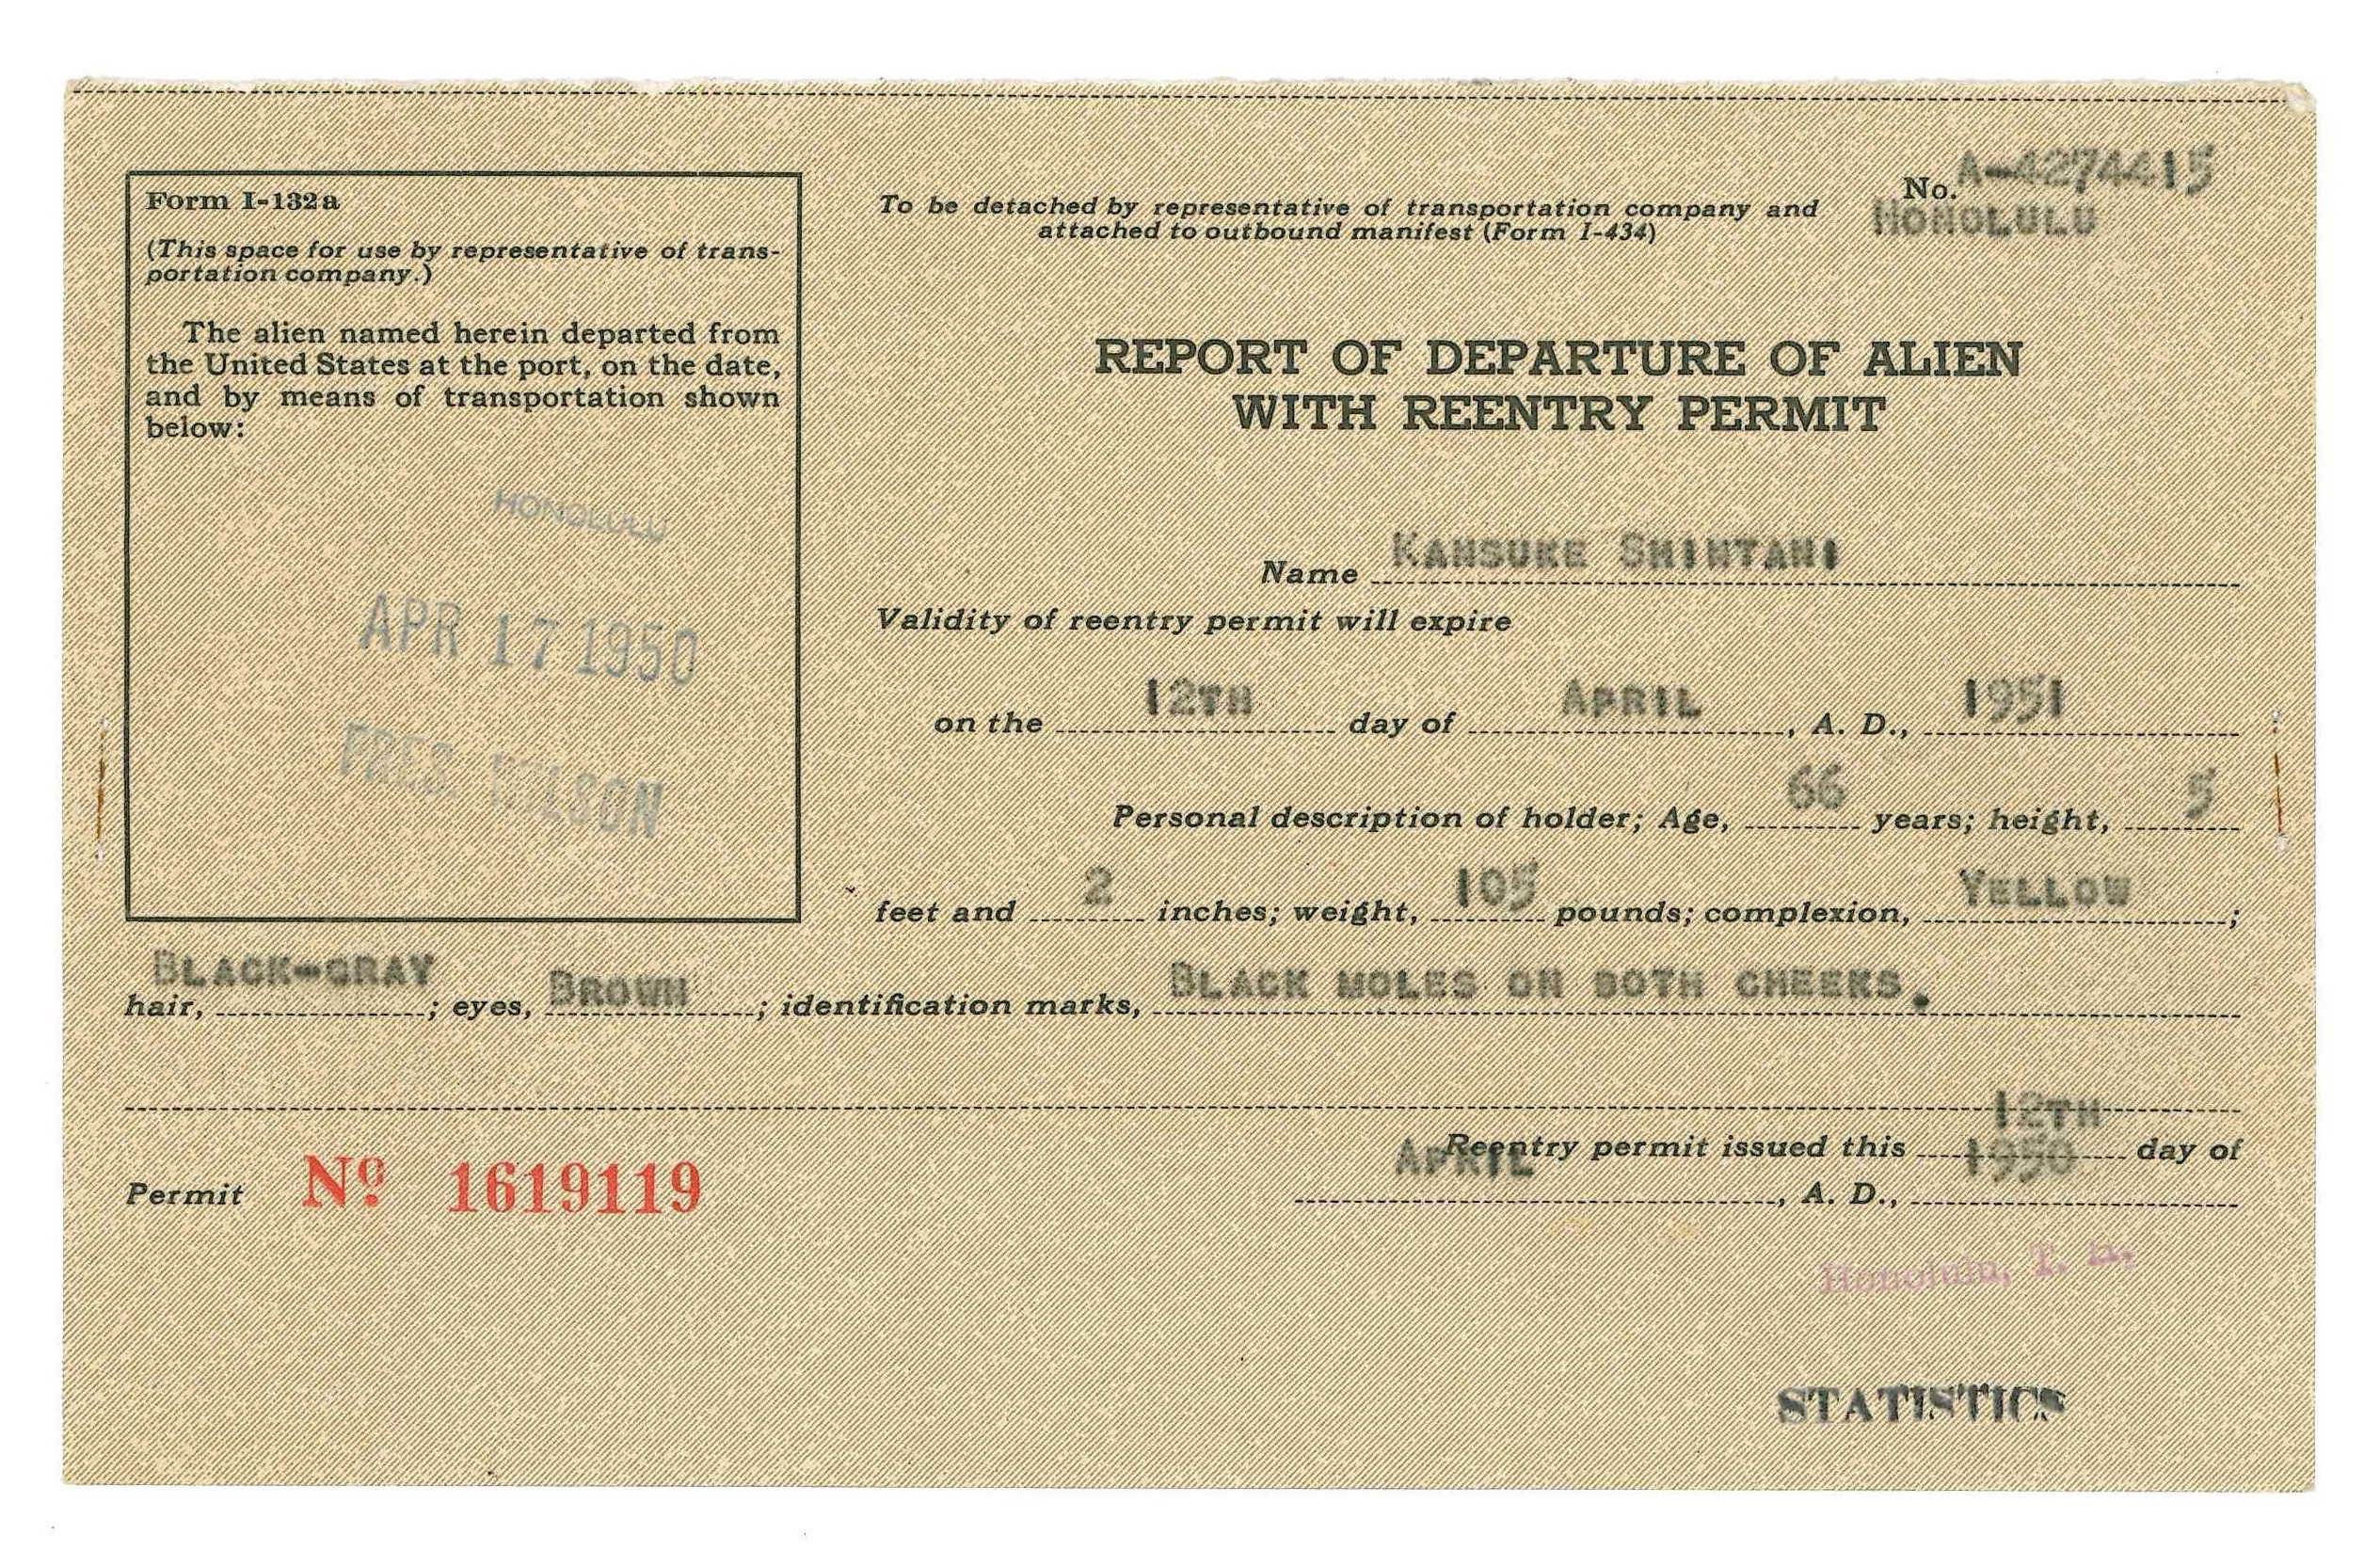 Form I-132a
(This space for use by representative of trans-
portation company.)
The alien named herein departed from
the United States at the port, on the date,
and by means of transportation shown
below:
HONOLULU
APR 17 1950
PRES. WILSON
To be detached by representative of transportation company and
attached to outbound manifest (Form I-434)
No. A-4274415
HONOLULU
REPORT OF DEPARTURE OF ALIEN
WITH REENTRY PERMIT
Name KANSUKE SHINTANI
Validity of reentry permit will expire
on the 12TH day of APRIL, A. D., 1951
Personal description of holder; Age, 66 years; height, 5
feet and 2 inches; weight, 105 pounds; complexion, YELLOW;
hair, BLACK-GRAY; eyes, BROWN; identification marks, BLACK MOLES ON BOTH CHEEKS.
Reentry permit issued this 12TH day of
APRIL, A. D., 1950
Permit No 1619119
Honolulu, T. H.
STATISTICS